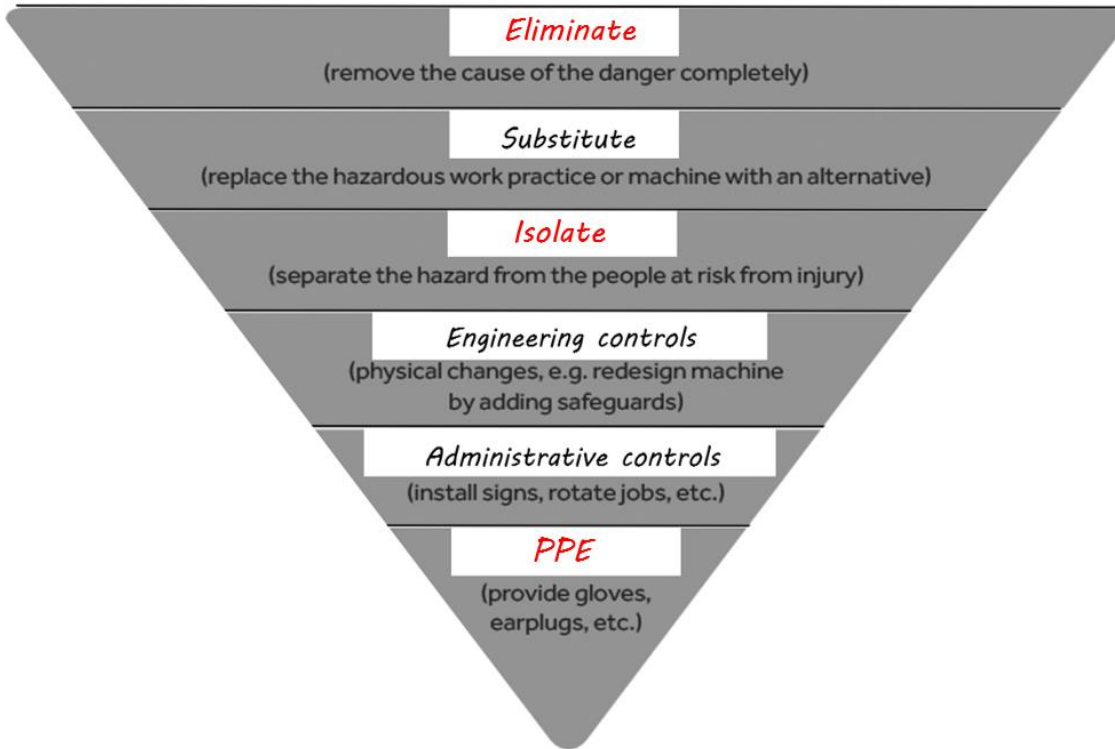 Eliminate
(remove the cause of the danger completely)
Substitute
(replace the hazardous work practice or machine with an alternative)
Isolate
(separate the hazard from the people at risk from injury)
Engineering controls
(physical changes, e.g. redesign machine
by adding safeguards)
Administrative controls
(install signs, rotate jobs, etc.)
PPE
(provide gloves,
earplugs, etc.)